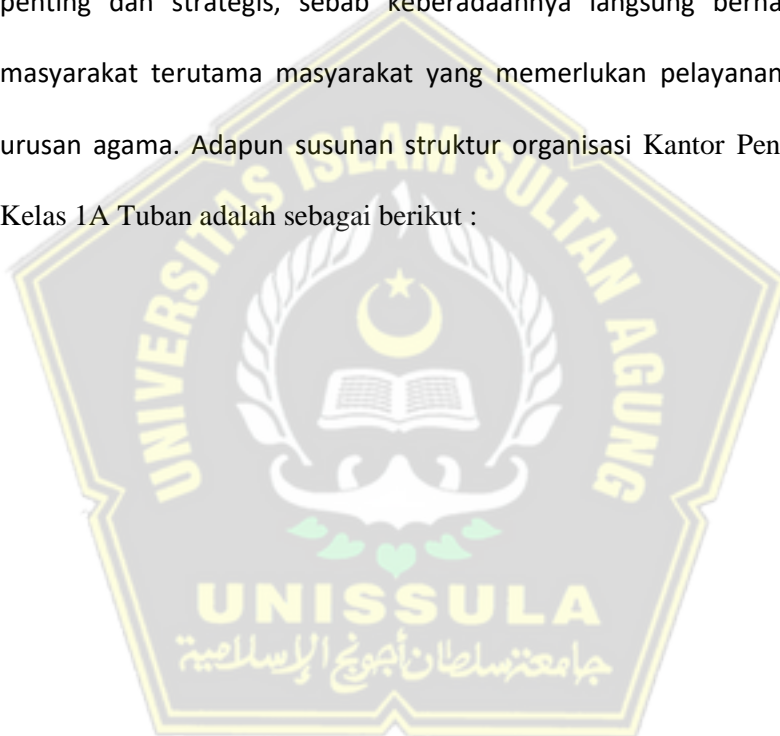 penting dan strategis, sebab keberadaannya langsung berha
masyarakat terutama masyarakat yang memerlukan pelayanan
urusan agama. Adapun susunan struktur organisasi Kantor Pen
Kelas 1A Tuban adalah sebagai berikut :
UNIVERSITAS ISLAM SULTAN AGUNG
UNISSULA
جامعة سلطان أجونج الإسلامية